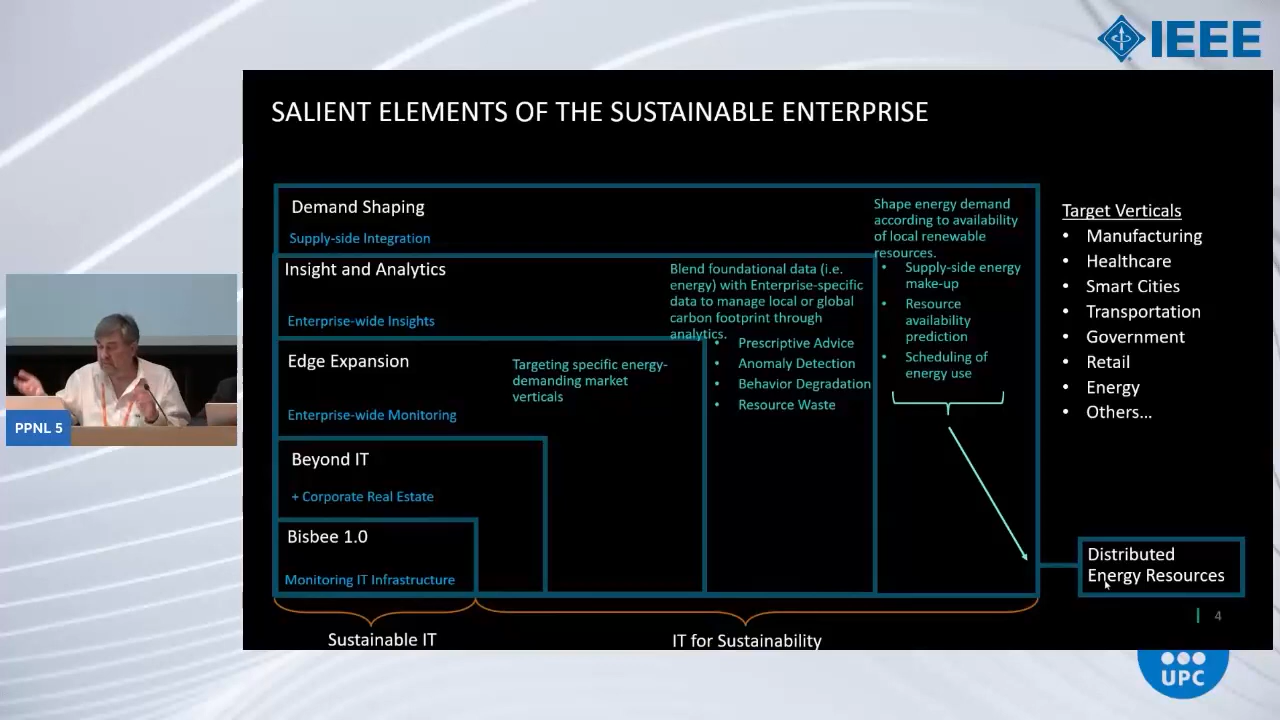 IEEE
SALIENT ELEMENTS OF THE SUSTAINABLE ENTERPRISE
Demand Shaping
Supply-side Integration
Shape energy demand
according to availability
of local renewable
resources.
• Supply-side energy
make-up
• Resource
availability
prediction
• Scheduling of
energy use
Insight and Analytics
Enterprise-wide Insights
Blend foundational data (i.e.
energy) with Enterprise-specific
data to manage local or global
carbon footprint through
analytics.
• Prescriptive Advice
• Anomaly Detection
• Behavior Degradation
• Resource Waste
Edge Expansion
Enterprise-wide Monitoring
Targeting specific energy-
demanding market
verticals
Beyond IT
+ Corporate Real Estate
Bisbee 1.0
Monitoring IT Infrastructure
Sustainable IT
IT for Sustainability
Target Verticals
• Manufacturing
• Healthcare
• Smart Cities
• Transportation
• Government
• Retail
• Energy
• Others...
Distributed
Energy Resources
4
PPNL 5
UPC